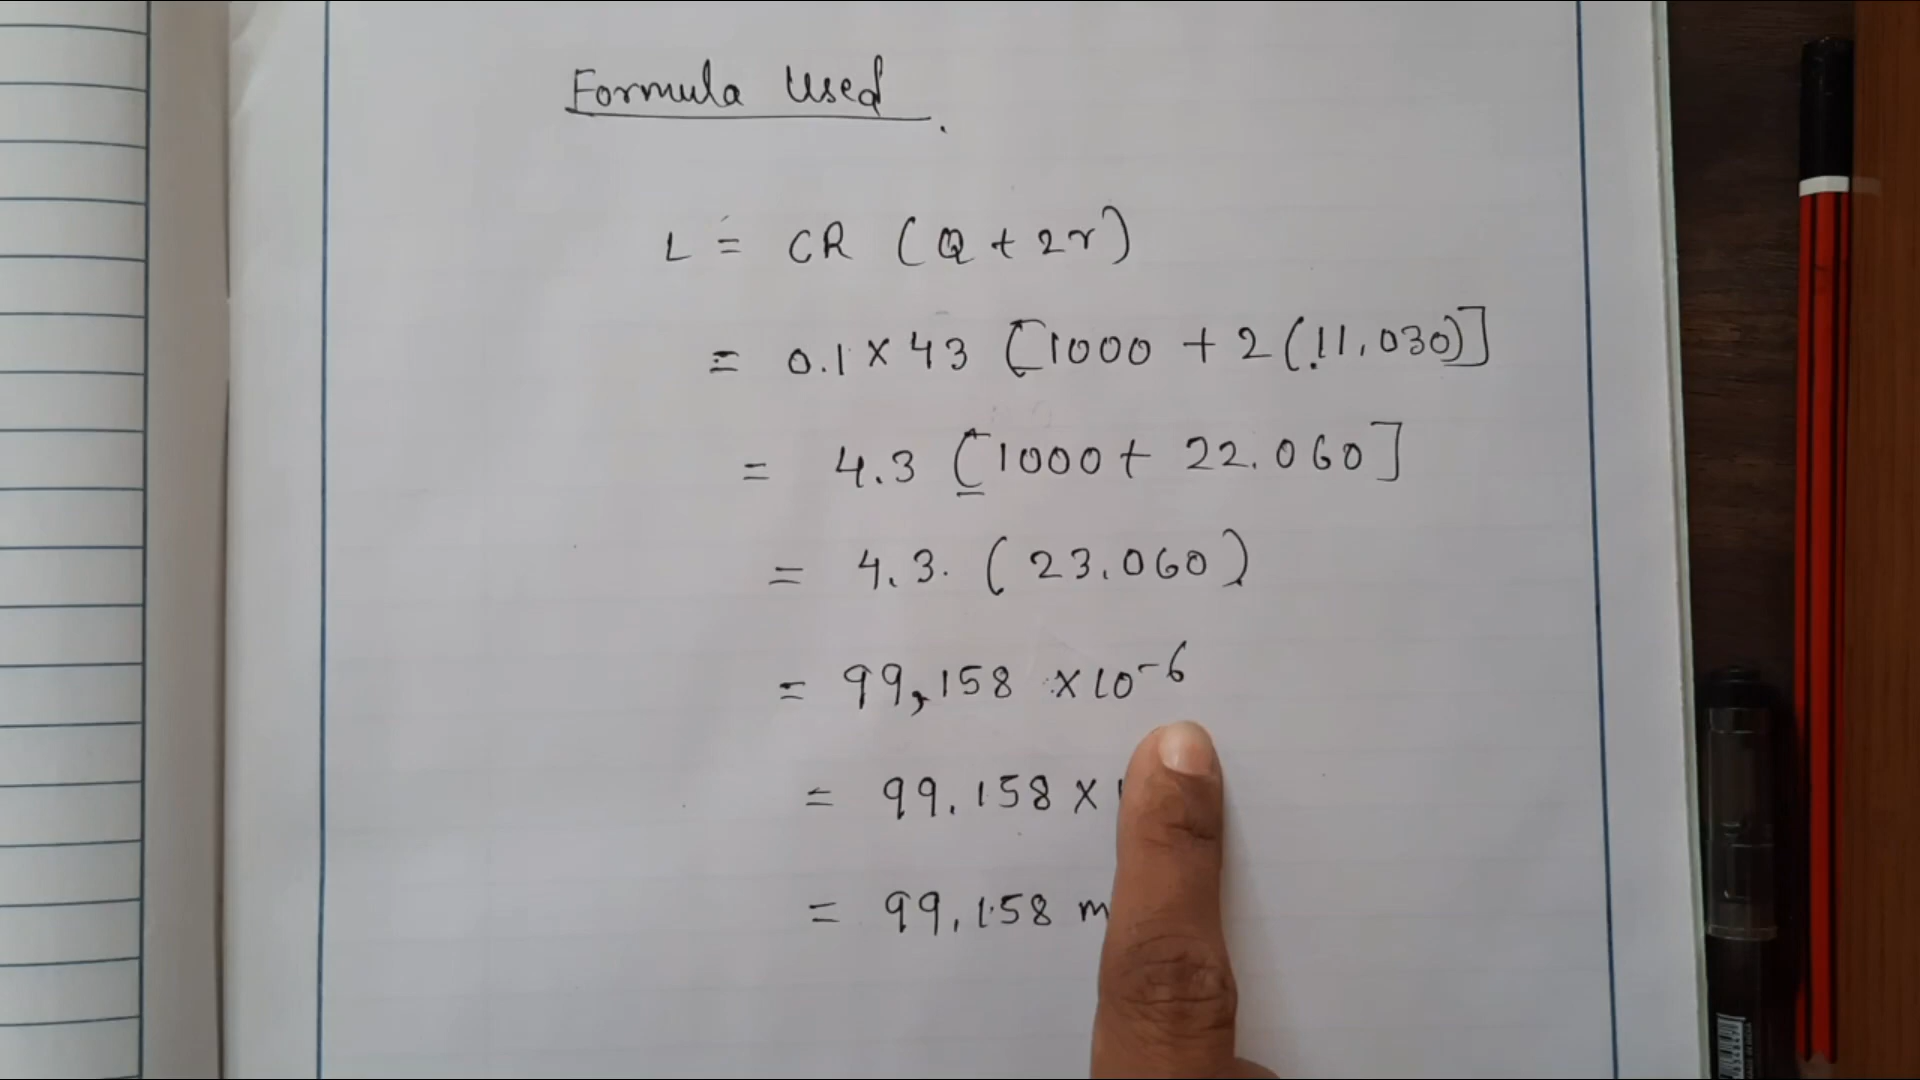 Formula Used
L = CR (Q + 2r)
= 0.1 × 43 [1000 + 2(11,030)]
= 4.3 [1000 + 22.060]
= 4.3. (23.060)
= 99,158 × 10⁻⁶
= 99.158 ×
= 99.158 m